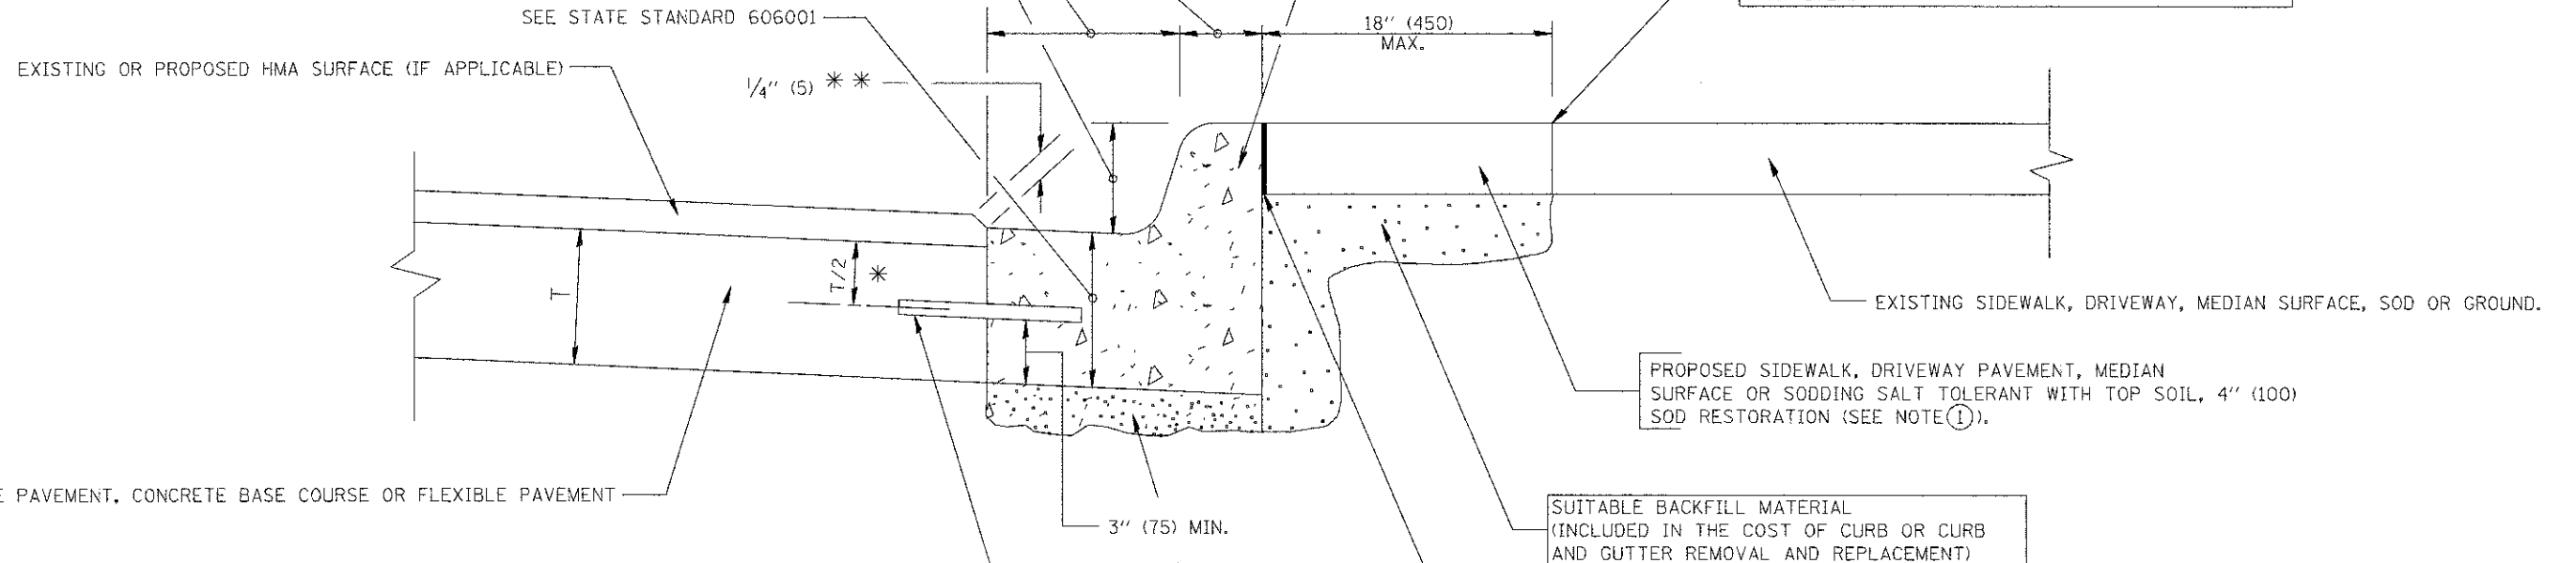 SEE STATE STANDARD 606001
18" (450)
MAX.
EXISTING OR PROPOSED HMA SURFACE (IF APPLICABLE)
1/4" (5) * *
T
T/2
*
EXISTING SIDEWALK, DRIVEWAY, MEDIAN SURFACE, SOD OR GROUND.
PROPOSED SIDEWALK, DRIVEWAY PAVEMENT, MEDIAN
SURFACE OR SODDING SALT TOLERANT WITH TOP SOIL, 4" (100)
SOD RESTORATION (SEE NOTE ①).
PAVEMENT, CONCRETE BASE COURSE OR FLEXIBLE PAVEMENT
3" (75) MIN.
SUITABLE BACKFILL MATERIAL
(INCLUDED IN THE COST OF CURB OR CURB
AND GUTTER REMOVAL AND REPLACEMENT)